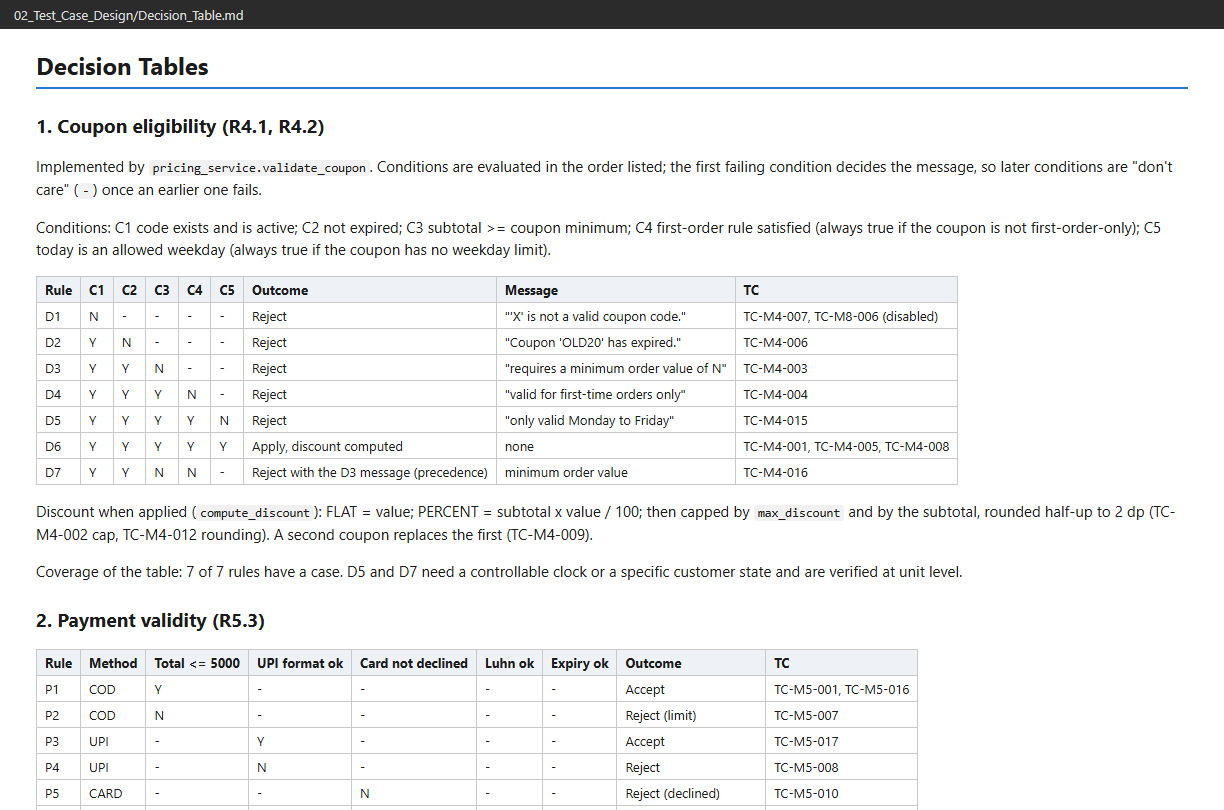 02_Test_Case_Design/Decision_Table.md
Decision Tables
1. Coupon eligibility (R4.1, R4.2)
Implemented by pricing_service.validate_coupon. Conditions are evaluated in the order listed; the first failing condition decides the message, so later conditions are "don't
care" ( - ) once an earlier one fails.
Conditions: C1 code exists and is active; C2 not expired; C3 subtotal >= coupon minimum; C4 first-order rule satisfied (always true if the coupon is not first-order-only); C5
today is an allowed weekday (always true if the coupon has no weekday limit).
Rule C1 C2 C3 C4 C5 Outcome Message TC
D1 N - - - - Reject "'X' is not a valid coupon code." TC-M4-007, TC-M8-006 (disabled)
D2 Y N - - - Reject "Coupon 'OLD20' has expired." TC-M4-006
D3 Y Y N - - Reject "requires a minimum order value of N" TC-M4-003
D4 Y Y Y N - Reject "valid for first-time orders only" TC-M4-004
D5 Y Y Y Y N Reject "only valid Monday to Friday" TC-M4-015
D6 Y Y Y Y Y Apply, discount computed none TC-M4-001, TC-M4-005, TC-M4-008
D7 Y Y N N - Reject with the D3 message (precedence) minimum order value TC-M4-016
Discount when applied ( compute_discount ): FLAT = value; PERCENT = subtotal x value / 100; then capped by max_discount and by the subtotal, rounded half-up to 2 dp (TC-
M4-002 cap, TC-M4-012 rounding). A second coupon replaces the first (TC-M4-009).
Coverage of the table: 7 of 7 rules have a case. D5 and D7 need a controllable clock or a specific customer state and are verified at unit level.
2. Payment validity (R5.3)
Rule Method Total <= 5000 UPI format ok Card not declined Luhn ok Expiry ok Outcome TC
P1 COD Y - - - - Accept TC-M5-001, TC-M5-016
P2 COD N - - - - Reject (limit) TC-M5-007
P3 UPI - Y - - - Accept TC-M5-017
P4 UPI - N - - - Reject TC-M5-008
P5 CARD - - N - - Reject (declined) TC-M5-010